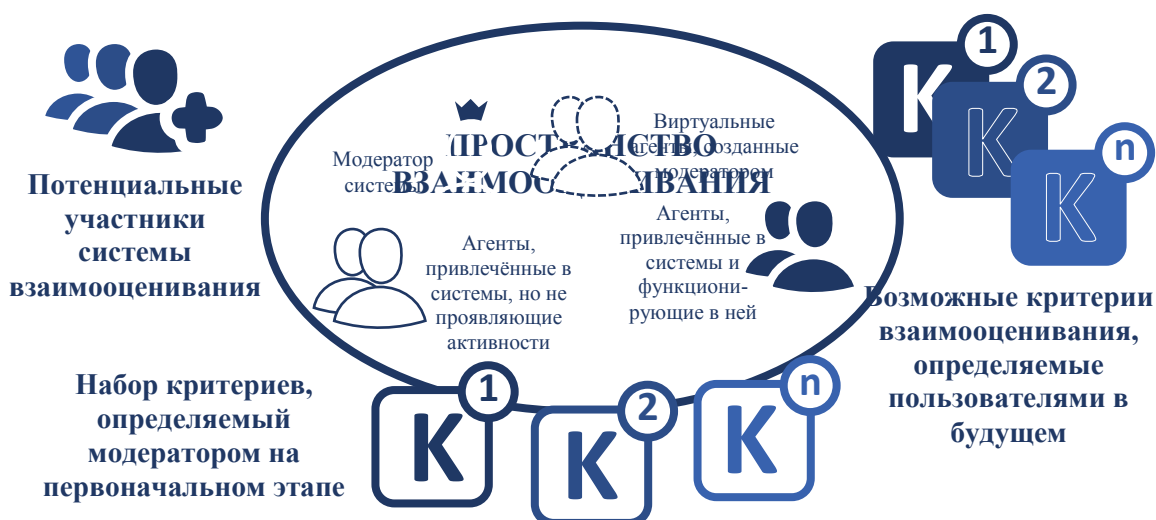 Потенциальные
участники
системы
взаимооценивания
Модератор
системы
Виртуальные
агенты, созданные
модератором
Агенты,
привлечённые в
системы, но не
проявляющие
активности
Агенты,
привлечённые в
системы и
функциони-
рующие в ней
К
1
К
2
К
n
Возможные критерии
взаимооценивания,
определяемые
пользователями в
будущем
Набор критериев,
определяемый
модератором на
первоначальном этапе
К
1
К
2
К
n